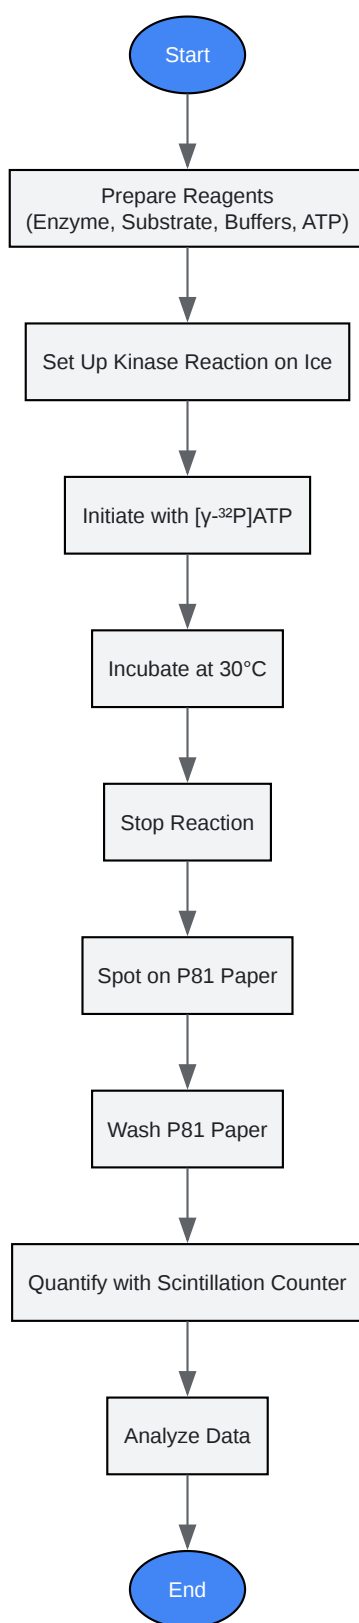 Start
Prepare Reagents
(Enzyme, Substrate, Buffers, ATP)
Set Up Kinase Reaction on Ice
Initiate with [γ-³²P]ATP
Incubate at 30°C
Stop Reaction
Spot on P81 Paper
Wash P81 Paper
Quantify with Scintillation Counter
Analyze Data
End